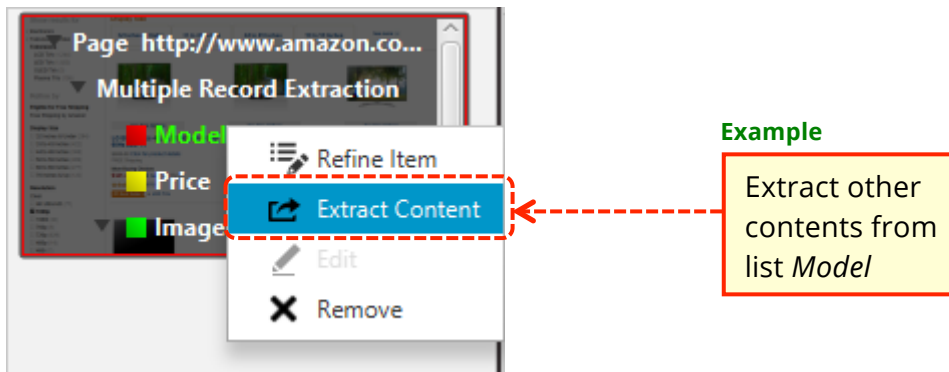 Page http://www.amazon.co...
Multiple Record Extraction
Model
Price
Image
Refine Item
Extract Content
Edit
Remove
Example
Extract other
contents from
list Model